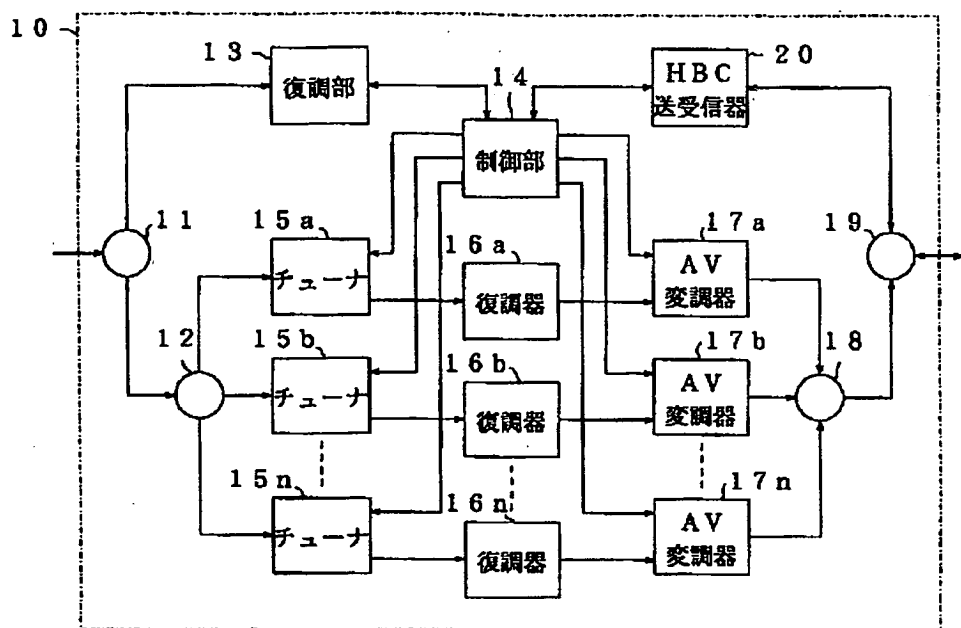 10
13
復調部
14
制御部
20
HBC
送受信器
11
12
15a
チューナ
16a
復調器
17a
AV
変調器
19
15b
チューナ
16b
復調器
17b
AV
変調器
18
15n
チューナ
16n
復調器
17n
AV
変調器